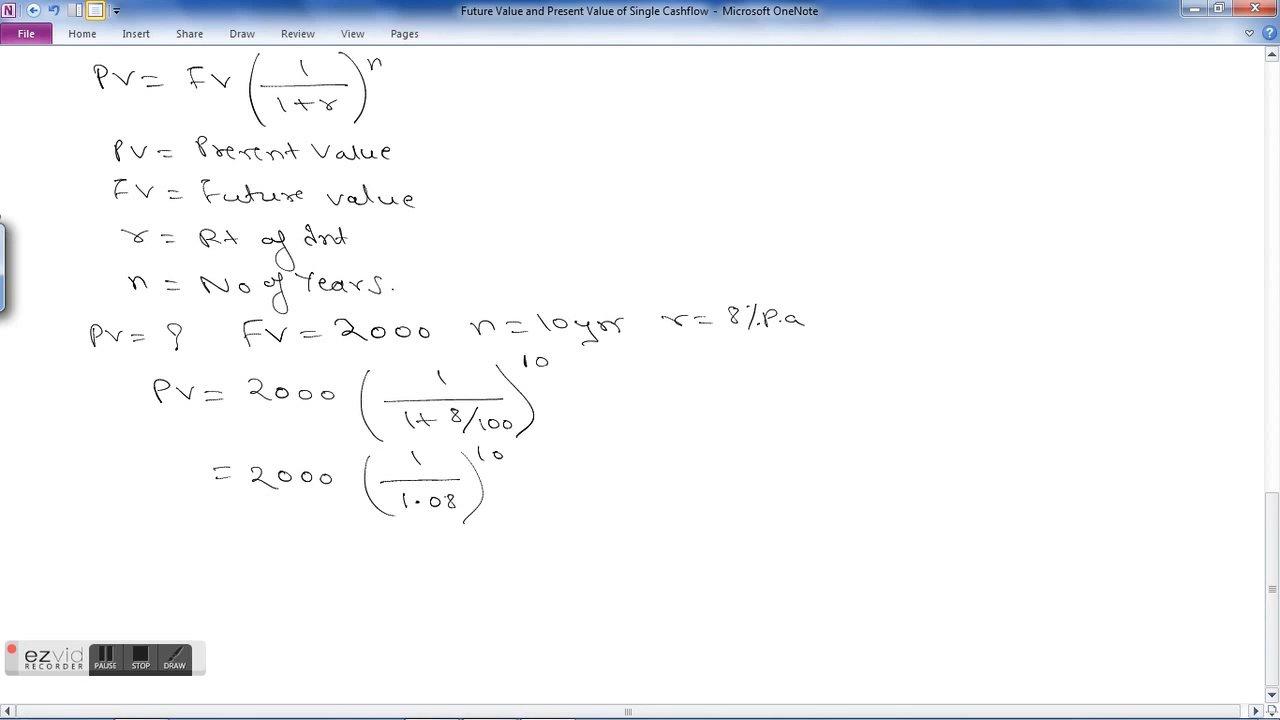 Future Value and Present Value of Single Cashflow - Microsoft OneNote
File Home Insert Share Draw Review View Pages
PV = FV (1/(1+r))^n
PV = Present Value
FV = Future value
r = Rt of Int
n = No of Years.
PV = ? FV = 2000 n = 10 yrs r = 8% P.a
PV = 2000 (1/(1+8/100))^10
= 2000 (1/1.08)^10
ezvid
RECORDER
PAUSE STOP DRAW